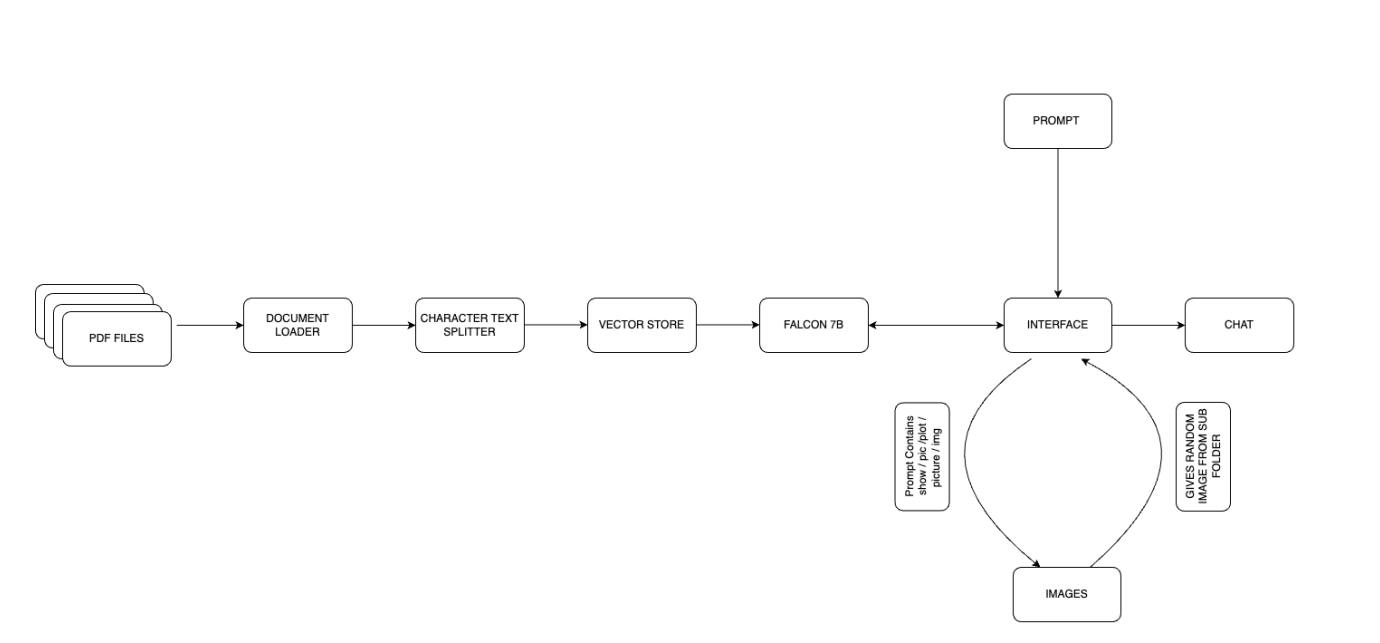 PROMPT
PDF FILES
DOCUMENT
LOADER
CHARACTER TEXT
SPLITTER
VECTOR STORE
FALCON 7B
INTERFACE
CHAT
Prompt Contains
show / pic /plot /
picture / img
GIVES RANDOM
IMAGE FROM SUB
FOLDER
IMAGES